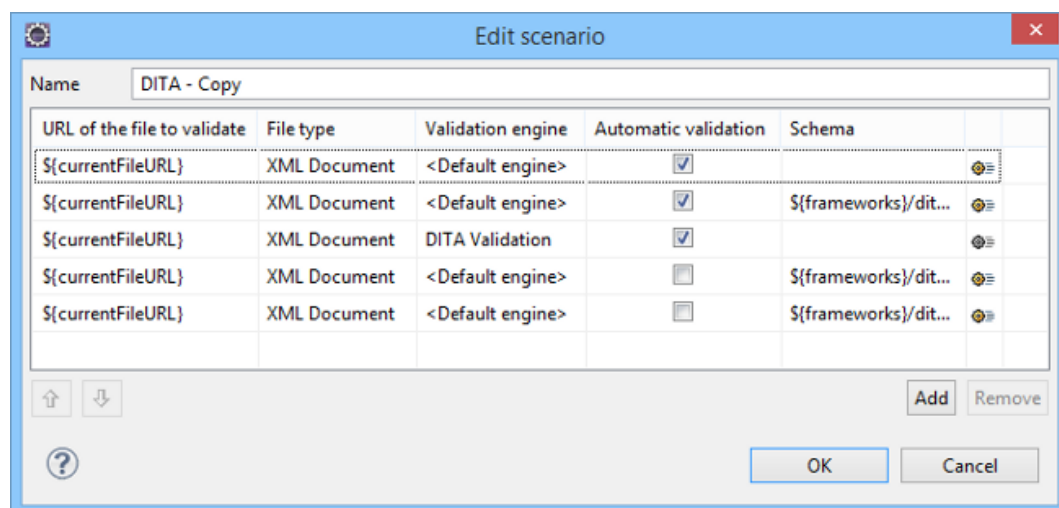 Edit scenario
Name DITA - Copy
URL of the file to validate File type Validation engine Automatic validation Schema
${currentFileURL} XML Document <Default engine>
${currentFileURL} XML Document <Default engine> ${frameworks}/dit...
${currentFileURL} XML Document DITA Validation
${currentFileURL} XML Document <Default engine> ${frameworks}/dit...
${currentFileURL} XML Document <Default engine> ${frameworks}/dit...
Add Remove
? OK Cancel